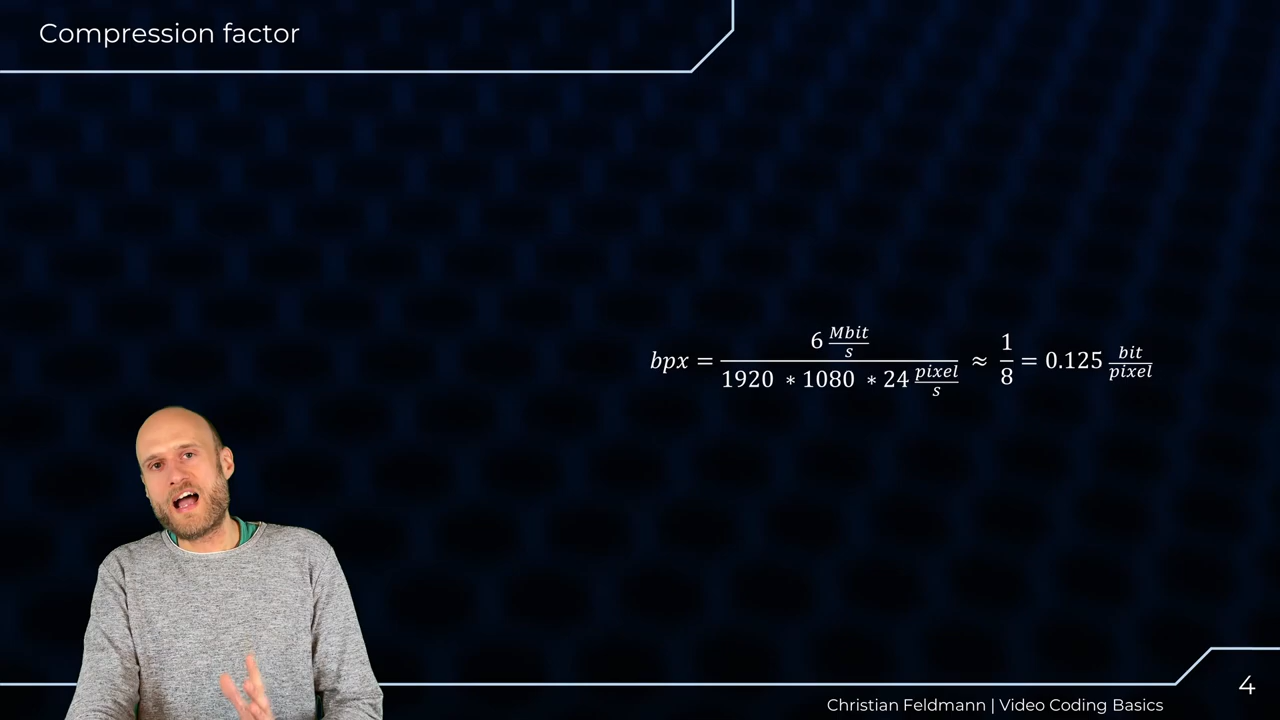 Compression factor
bpx = 6 Mbit/s / 1920 * 1080 * 24 pixel/s ≈ 1/8 = 0.125 bit/pixel
Christian Feldmann | Video Coding Basics
4